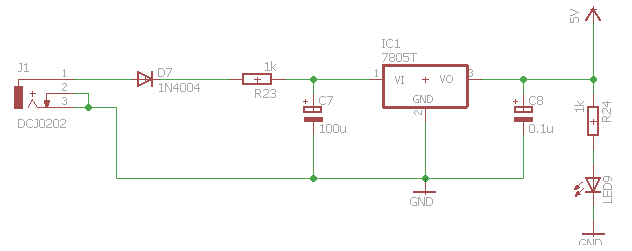 5V
IC1
7805T
J1
1
D7
1N4004
1k
R23
1
VI
VO
3
GND
2
2
3
DCJ0202
C7
100u
C8
0.1u
1k
R24
LED9
GND
GND